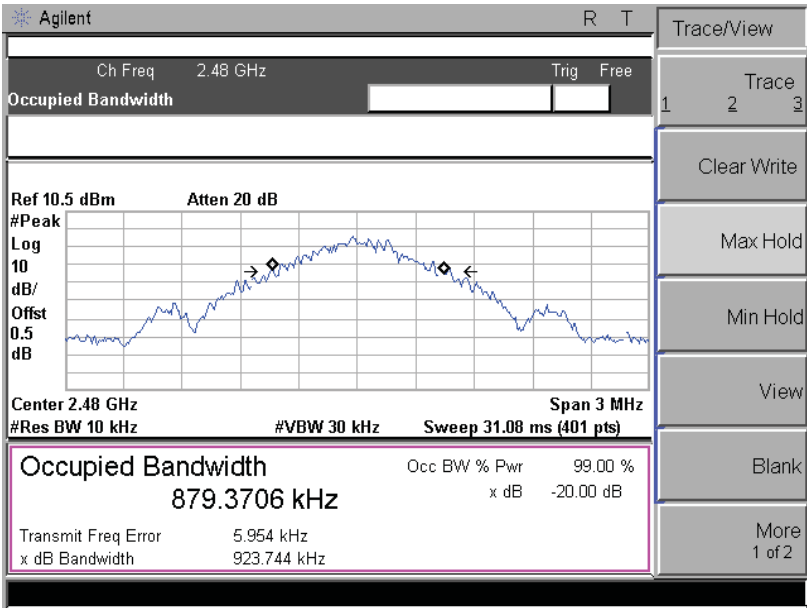 Agilent R T
Trace/View
Ch Freq 2.48 GHz Trig Free
Occupied Bandwidth
Trace
1 2 3
Clear Write
Max Hold
Min Hold
View
Blank
More
1 of 2
Ref 10.5 dBm Atten 20 dB
#Peak
Log
10
dB/
Offst
0.5
dB
Center 2.48 GHz Span 3 MHz
#Res BW 10 kHz #VBW 30 kHz Sweep 31.08 ms (401 pts)
Occupied Bandwidth Occ BW % Pwr 99.00 %
879.3706 kHz x dB -20.00 dB
Transmit Freq Error 5.954 kHz
x dB Bandwidth 923.744 kHz